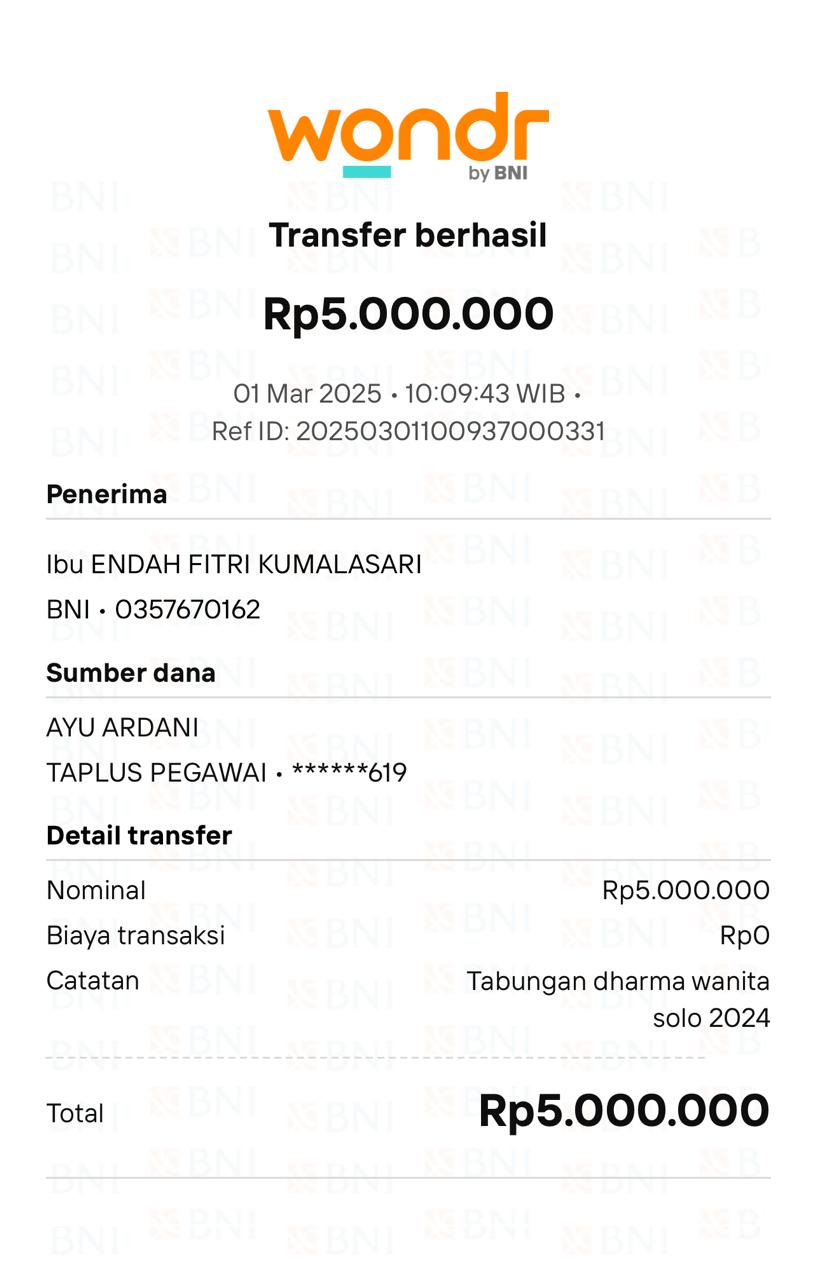 wondr
by BNI
Transfer berhasil
Rp5.000.000
01 Mar 2025 • 10:09:43 WIB •
Ref ID: 20250301100937000331
Penerima
Ibu ENDAH FITRI KUMALASARI
BNI • 0357670162
Sumber dana
AYU ARDANI
TAPLUS PEGAWAI • ******619
Detail transfer
Nominal Rp5.000.000
Biaya transaksi Rp0
Catatan Tabungan dharma wanita
solo 2024
Total Rp5.000.000